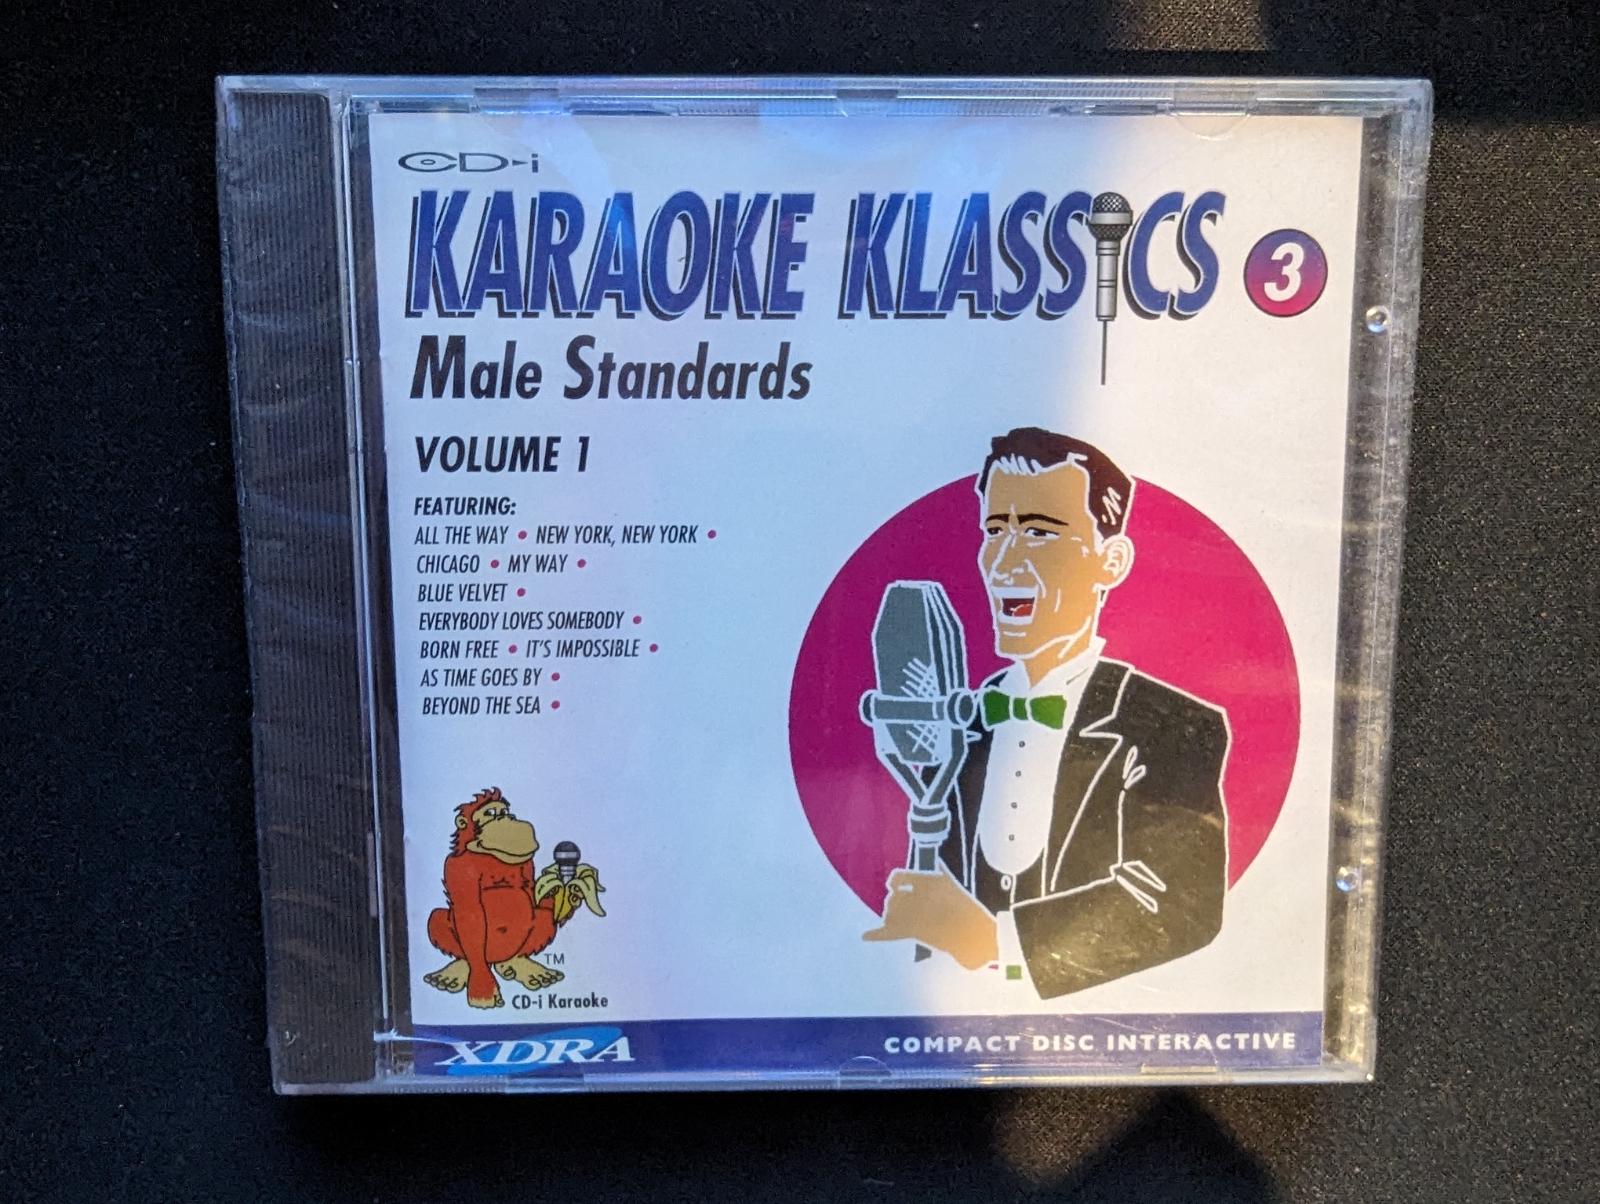 CD-i
KARAOKE KLASSICS 3
Male Standards
VOLUME 1
FEATURING:
ALL THE WAY • NEW YORK, NEW YORK •
CHICAGO • MY WAY •
BLUE VELVET •
EVERYBODY LOVES SOMEBODY •
BORN FREE • IT'S IMPOSSIBLE •
AS TIME GOES BY •
BEYOND THE SEA •
TM
CD-i Karaoke
XDRA
COMPACT DISC INTERACTIVE